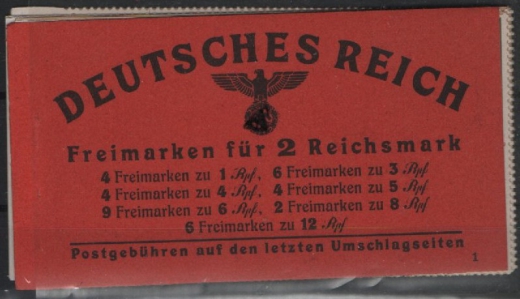 DEUTSCHES REICH
Freimarken für 2 Reichsmark
4 Freimarken zu 1 Rpf, 6 Freimarken zu 3 Rpf
4 Freimarken zu 4 Rpf, 4 Freimarken zu 5 Rpf
9 Freimarken zu 6 Rpf, 2 Freimarken zu 8 Rpf
6 Freimarken zu 12 Rpf
Postgebühren auf den letzten Umschlagseiten
1